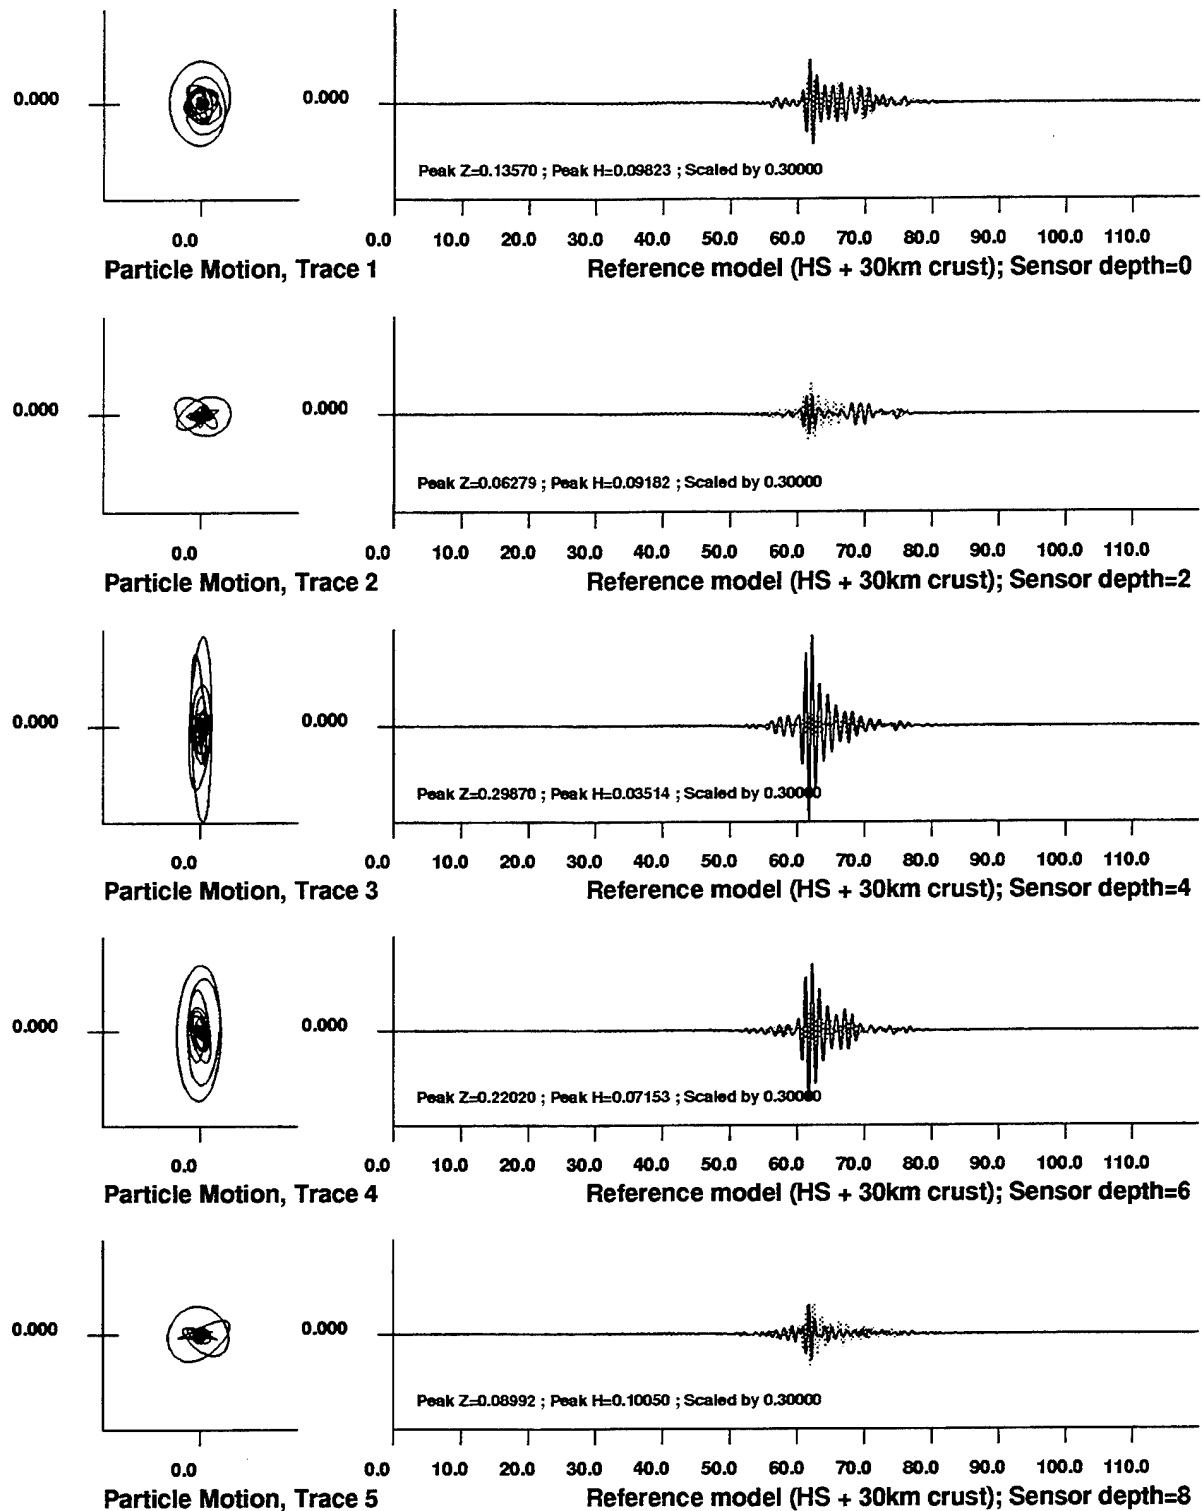 0.000
0.000
Peak Z=0.13570 ; Peak H=0.09823 ; Scaled by 0.30000
0.0
0.0 10.0 20.0 30.0 40.0 50.0 60.0 70.0 80.0 90.0 100.0 110.0
Particle Motion, Trace 1
Reference model (HS + 30km crust); Sensor depth=0
0.000
0.000
Peak Z=0.06279 ; Peak H=0.09182 ; Scaled by 0.30000
0.0
0.0 10.0 20.0 30.0 40.0 50.0 60.0 70.0 80.0 90.0 100.0 110.0
Particle Motion, Trace 2
Reference model (HS + 30km crust); Sensor depth=2
0.000
0.000
Peak Z=0.29870 ; Peak H=0.03514 ; Scaled by 0.30000
0.0
0.0 10.0 20.0 30.0 40.0 50.0 60.0 70.0 80.0 90.0 100.0 110.0
Particle Motion, Trace 3
Reference model (HS + 30km crust); Sensor depth=4
0.000
0.000
Peak Z=0.22020 ; Peak H=0.07153 ; Scaled by 0.30000
0.0
0.0 10.0 20.0 30.0 40.0 50.0 60.0 70.0 80.0 90.0 100.0 110.0
Particle Motion, Trace 4
Reference model (HS + 30km crust); Sensor depth=6
0.000
0.000
Peak Z=0.08992 ; Peak H=0.10050 ; Scaled by 0.30000
0.0
0.0 10.0 20.0 30.0 40.0 50.0 60.0 70.0 80.0 90.0 100.0 110.0
Particle Motion, Trace 5
Reference model (HS + 30km crust); Sensor depth=8